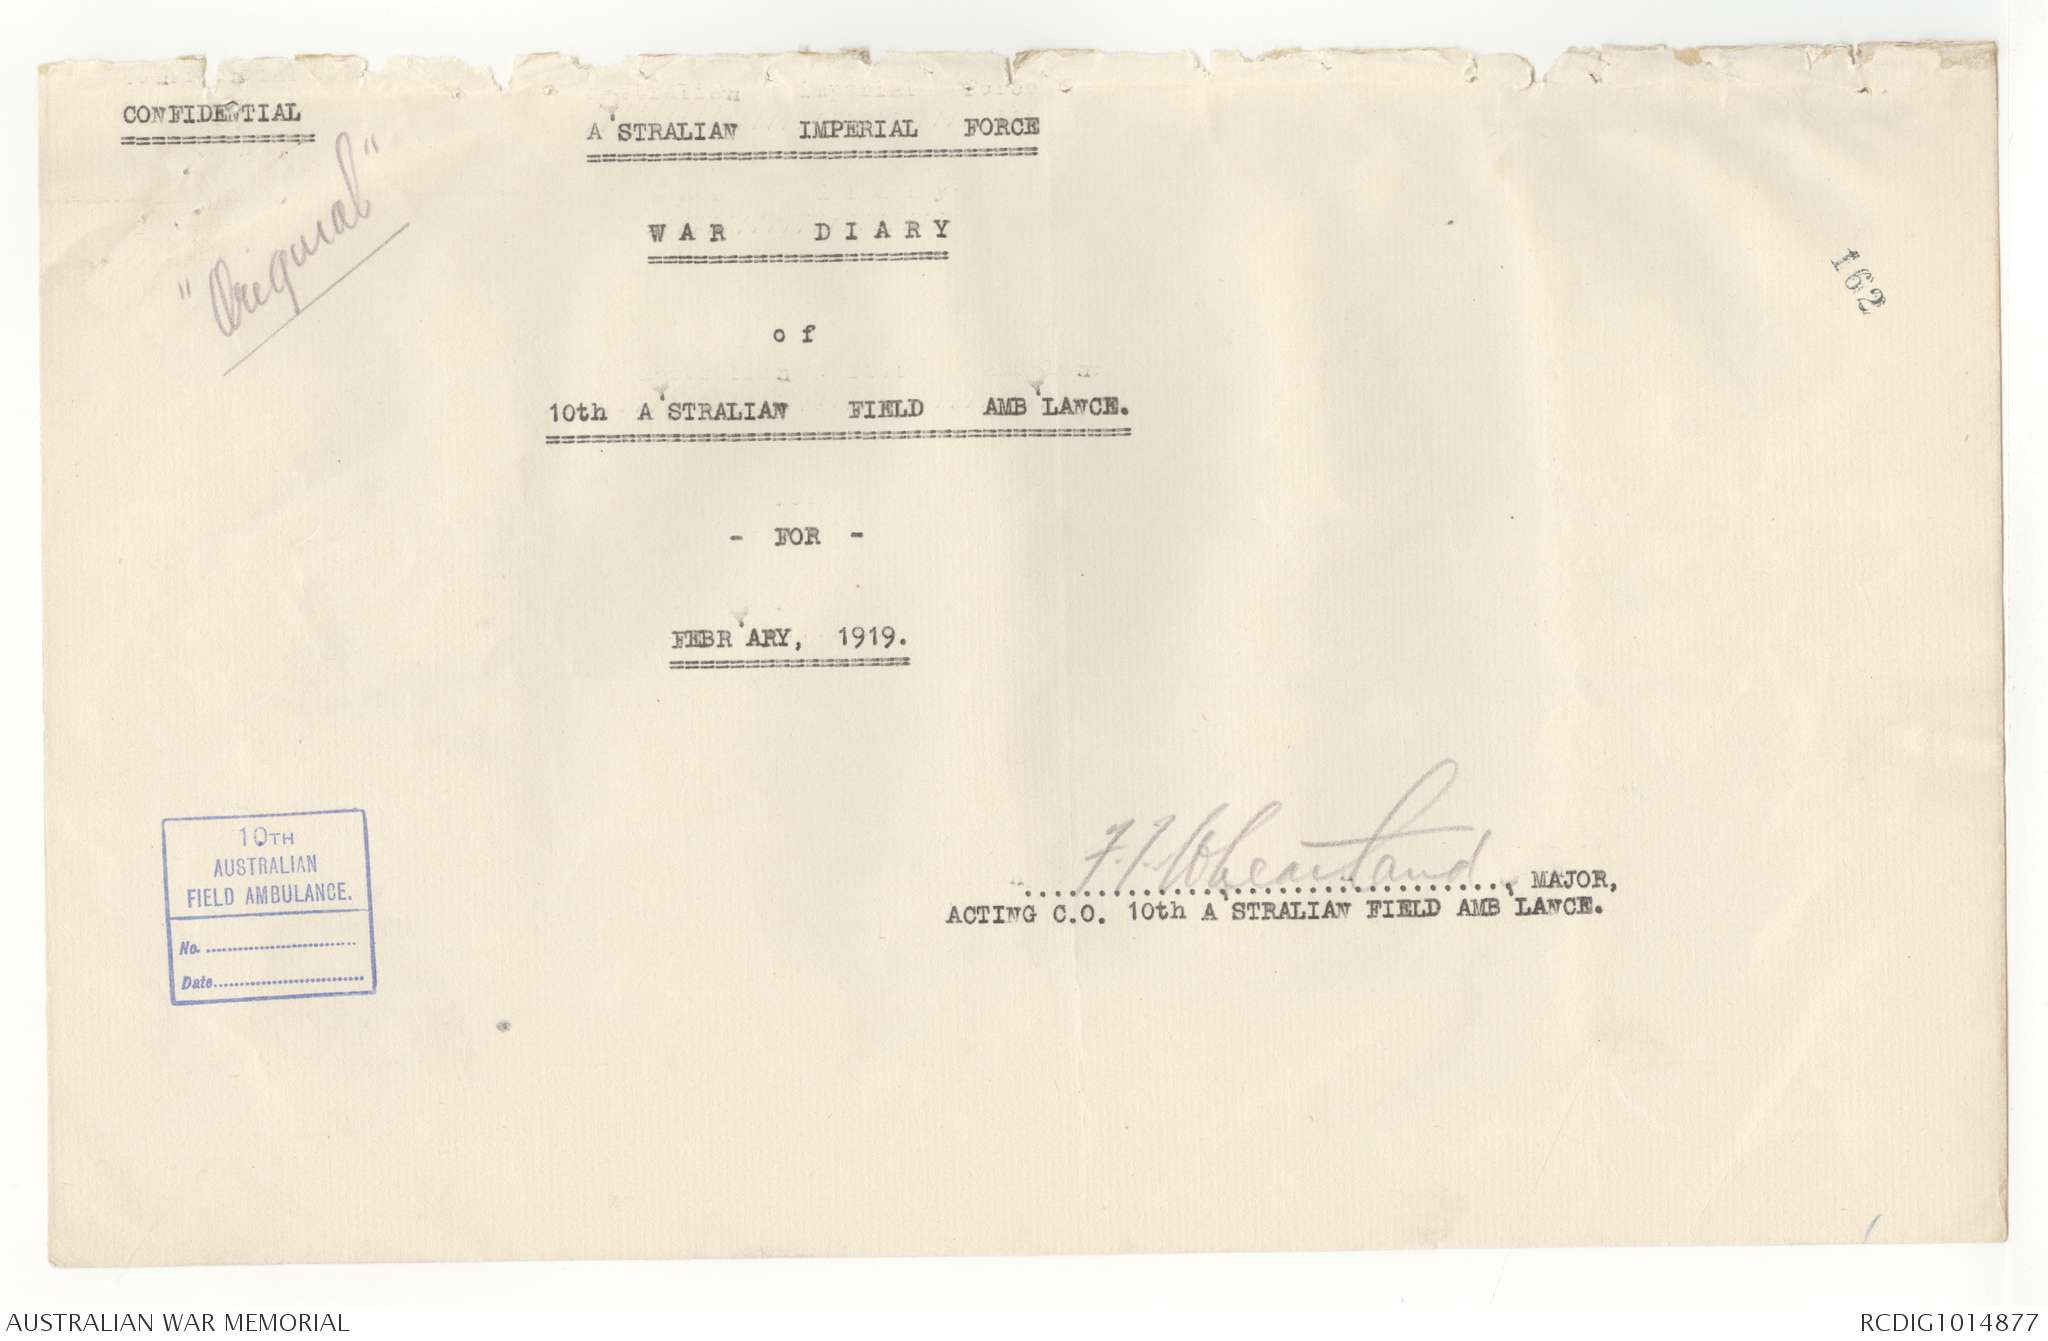 CONFIDENTIAL
"Original"
A'STRALIAN IMPERIAL FORCE
WAR DIARY
of
10th A'STRALIAN FIELD AMB'LANCE.
- FOR -
FEBR'ARY, 1919.
162
10TH
AUSTRALIAN
FIELD AMBULANCE.
No. ..............................
Date..............................
F.T. Wheatland
................................, MAJOR,
ACTING C.O. 10th A'STRALIAN FIELD AMB'LANCE.
AUSTRALIAN WAR MEMORIAL
RCDIG1014877